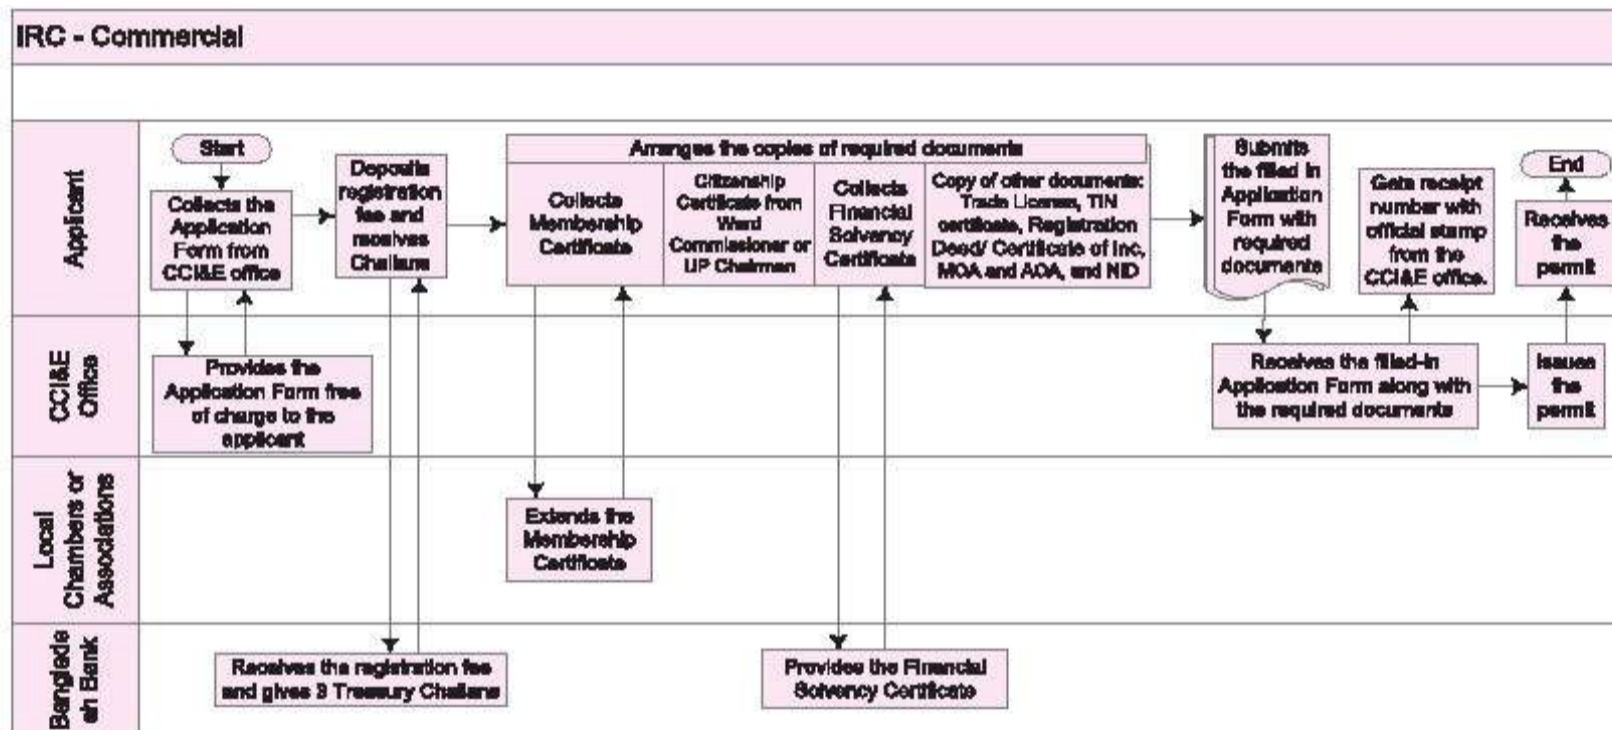 IRC - Commercial
Applicant
Start
Collects the
Application
Form from
CCI&E office
Deposits
registration
fee and
receives
Challans
Arranges the copies of required documents
Collects
Membership
Certificate
Citizenship
Certificate from
Ward
Commissioner or
UP Chairman
Collects
Financial
Solvency
Certificate
Copy of other documents:
Trade License, TIN
certificate, Registration
Deed/ Certificate of Inc,
MOA and AOA, and NID
Submits
the filled in
Application
Form with
required
documents
Gets receipt
number with
official stamp
from the
CCI&E office.
End
Receives
the
permit
CCI&E
Office
Provides the
Application Form free
of charge to the
applicant
Receives the filled-in
Application Form along with
the required documents
Issues
the
permit
Local
Chambers or
Associations
Extends the
Membership
Certificate
Banglade
sh Bank
Receives the registration fee
and gives 3 Treasury Challans
Provides the Financial
Solvency Certificate